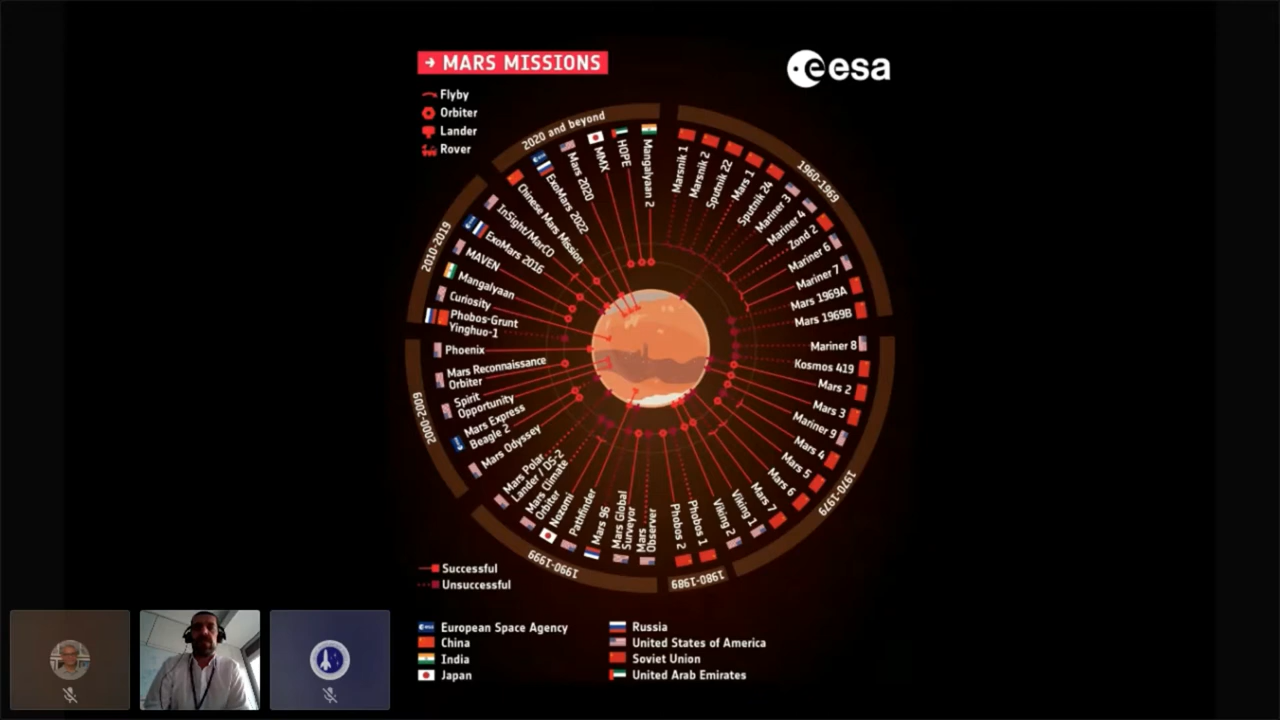 → MARS MISSIONS
esa
Flyby
Orbiter
Lander
Rover
2020 and beyond
1960-1969
1970-1979
1980-1989
1990-1999
2000-2009
2010-2019
Marsnik 1
Marsnik 2
Sputnik 22
Mars 1
Sputnik 24
Mariner 3
Mariner 4
Zond 2
Mariner 6
Mariner 7
Mars 1969A
Mars 1969B
Mariner 8
Kosmos 419
Mars 2
Mars 3
Mariner 9
Mars 4
Mars 5
Mars 6
Mars 7
Viking 1
Viking 2
Phobos 1
Phobos 2
Mars
Observer
Mars Global
Surveyor
Mars 96
Pathfinder
Nozomi
Mars Climate
Orbiter
Mars Polar
Lander / DS-2
Mars Odyssey
Mars Express
Beagle 2
Spirit
Opportunity
Mars Reconnaissance
Orbiter
Phoenix
Phobos-Grunt
Yinghuo-1
Curiosity
Mangalyaan
MAVEN
ExoMars 2016
InSight/MarCO
Chinese Mars Mission
ExoMars 2022
Mars 2020
MMX
HOPE
Mangalyaan 2
Successful
Unsuccessful
European Space Agency
China
India
Japan
Russia
United States of America
Soviet Union
United Arab Emirates